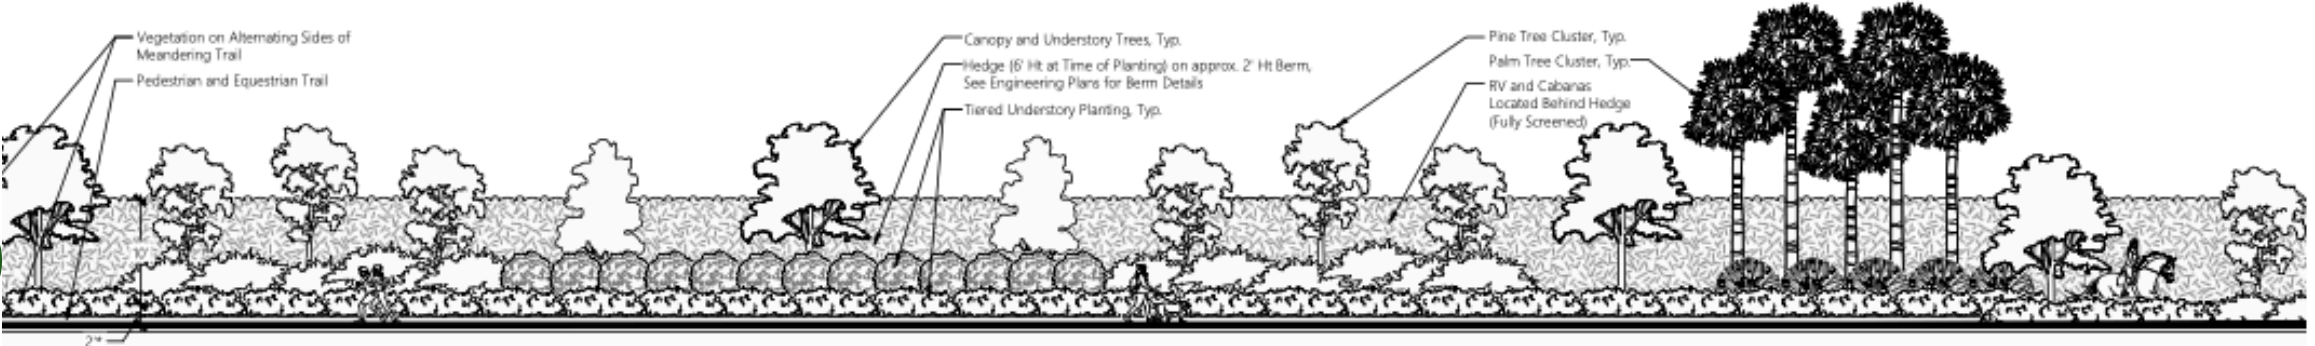 Vegetation on Alternating Sides of
Meandering Trail
Pedestrian and Equestrian Trail
Canopy and Understory Trees, Typ.
Hedge (6' Ht at Time of Planting) on approx. 2' Ht Berm,
See Engineering Plans for Berm Details
Tiered Understory Planting, Typ.
Pine Tree Cluster, Typ.
Palm Tree Cluster, Typ.
RV and Cabanas
Located Behind Hedge
(Fully Screened)
10'